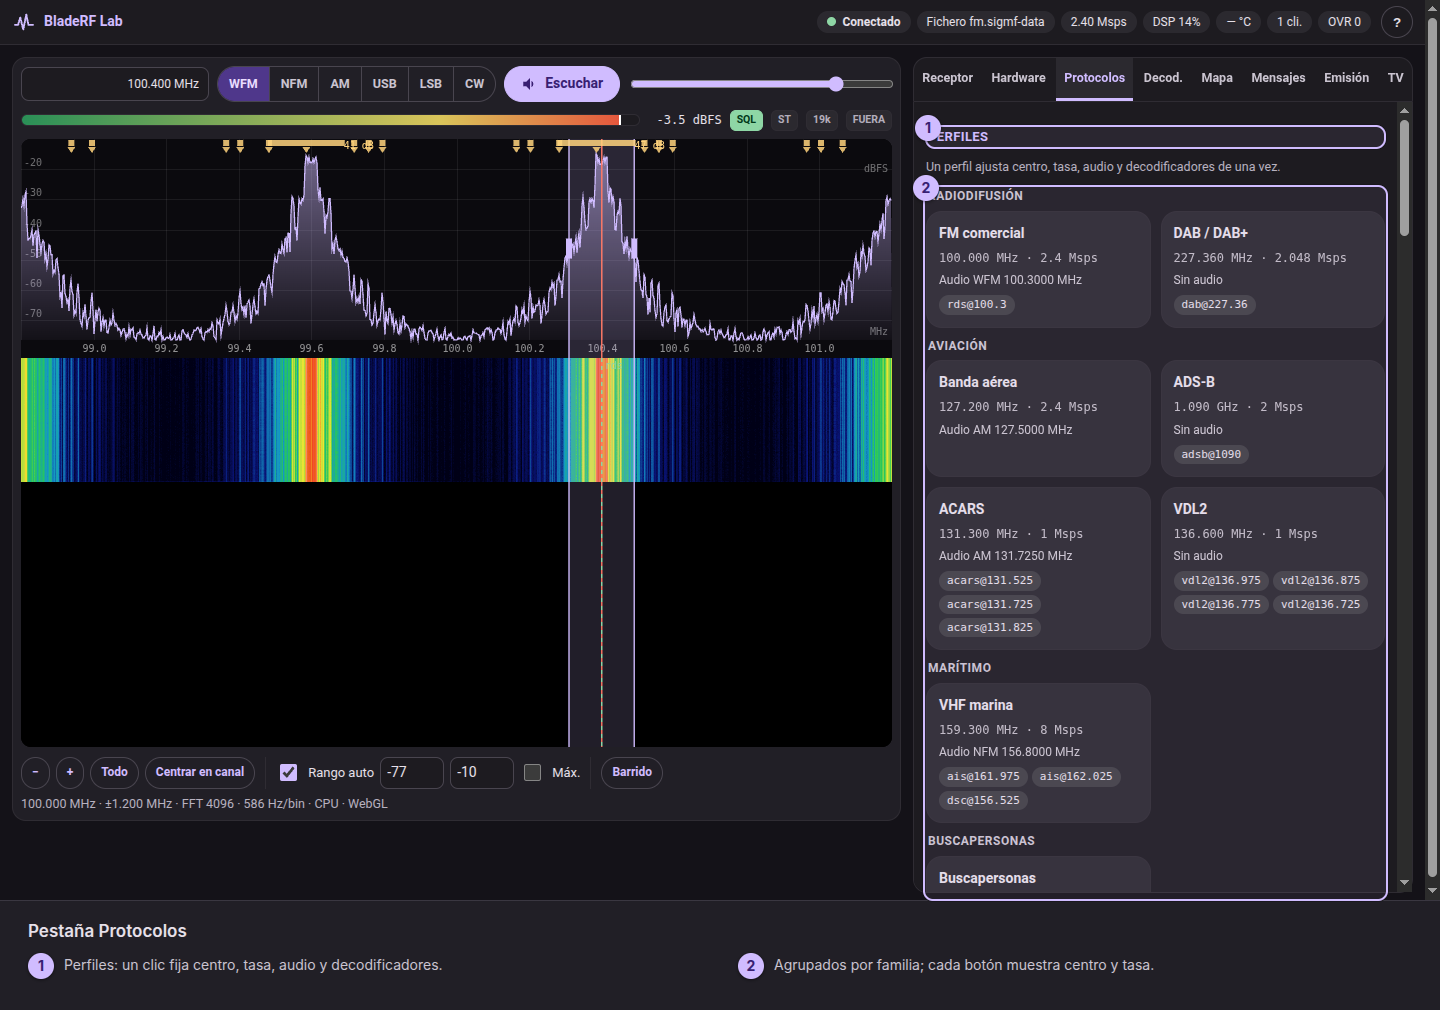 BladeRF Lab
Conectado
Fichero fm.sigmf-data
2.40 Msps
DSP 14%
— °C
1 cli.
OVR 0
?
100.400 MHz
WFM
NFM
AM
USB
LSB
CW
Escuchar
-3.5 dBFS
SQL
ST
19k
FUERA
dBFS
-20
-30
-40
-50
-60
-70
MHz
99.0
99.2
99.4
99.6
99.8
100.0
100.2
100.4
100.6
100.8
101.0
−
+
Todo
Centrar en canal
Rango auto
-77
-10
Máx.
Barrido
100.000 MHz · ±1.200 MHz · FFT 4096 · 586 Hz/bin · CPU · WebGL
Receptor
Hardware
Protocolos
Decod.
Mapa
Mensajes
Emisión
TV
1
PERFILES
Un perfil ajusta centro, tasa, audio y decodificadores de una vez.
2
RADIODIFUSIÓN
FM comercial
100.000 MHz · 2.4 Msps
Audio WFM 100.3000 MHz
rds@100.3
DAB / DAB+
227.360 MHz · 2.048 Msps
Sin audio
dab@227.36
AVIACIÓN
Banda aérea
127.200 MHz · 2.4 Msps
Audio AM 127.5000 MHz
ADS-B
1.090 GHz · 2 Msps
Sin audio
adsb@1090
ACARS
131.300 MHz · 1 Msps
Audio AM 131.7250 MHz
acars@131.525
acars@131.725
acars@131.825
VDL2
136.600 MHz · 1 Msps
Sin audio
vdl2@136.975 vdl2@136.875
vdl2@136.775 vdl2@136.725
MARÍTIMO
VHF marina
159.300 MHz · 8 Msps
Audio NFM 156.8000 MHz
ais@161.975 ais@162.025
dsc@156.525
BUSCAPERSONAS
Buscapersonas
Pestaña Protocolos
1 Perfiles: un clic fija centro, tasa, audio y decodificadores.
2 Agrupados por familia; cada botón muestra centro y tasa.